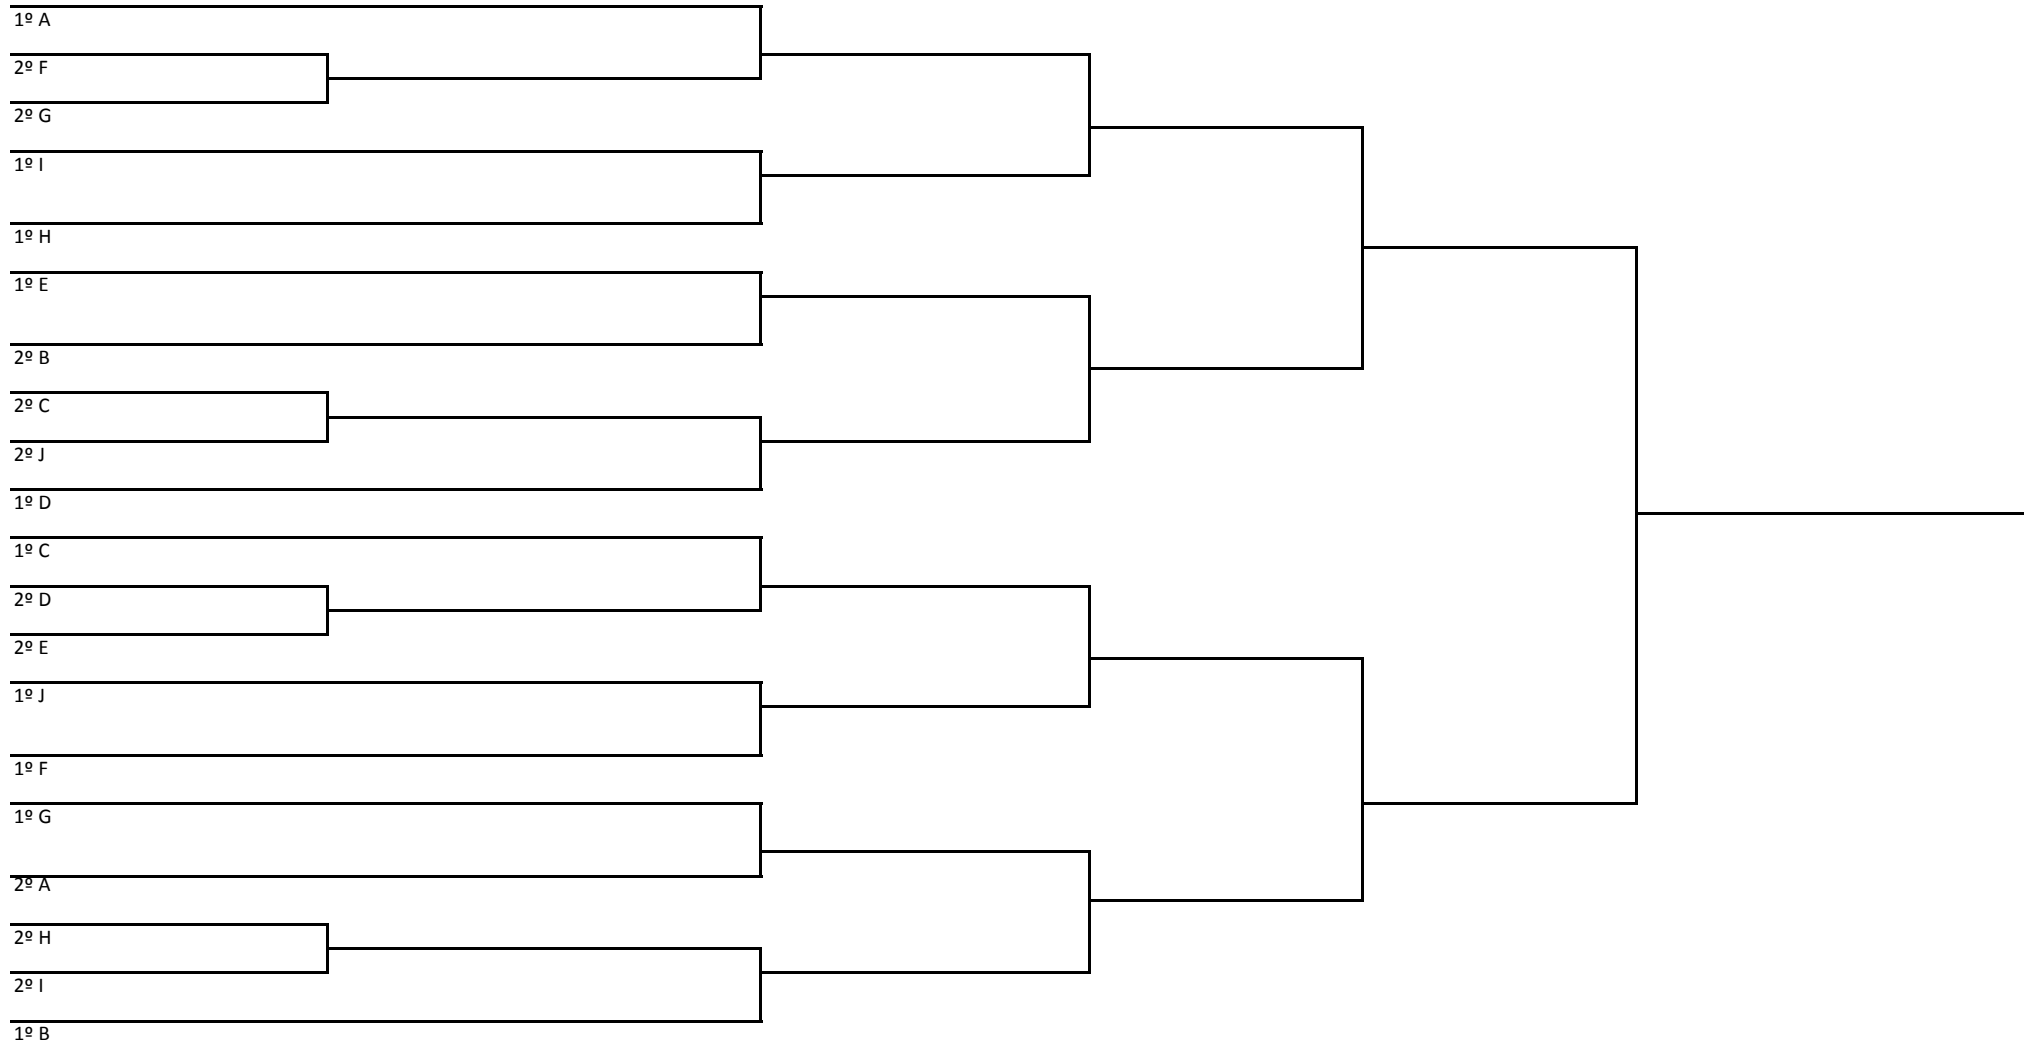 1º A
2º F
2º G
1º I
1º H
1º E
2º B
2º C
2º J
1º D
1º C
2º D
2º E
1º J
1º F
1º G
2º A
2º H
2º I
1º B